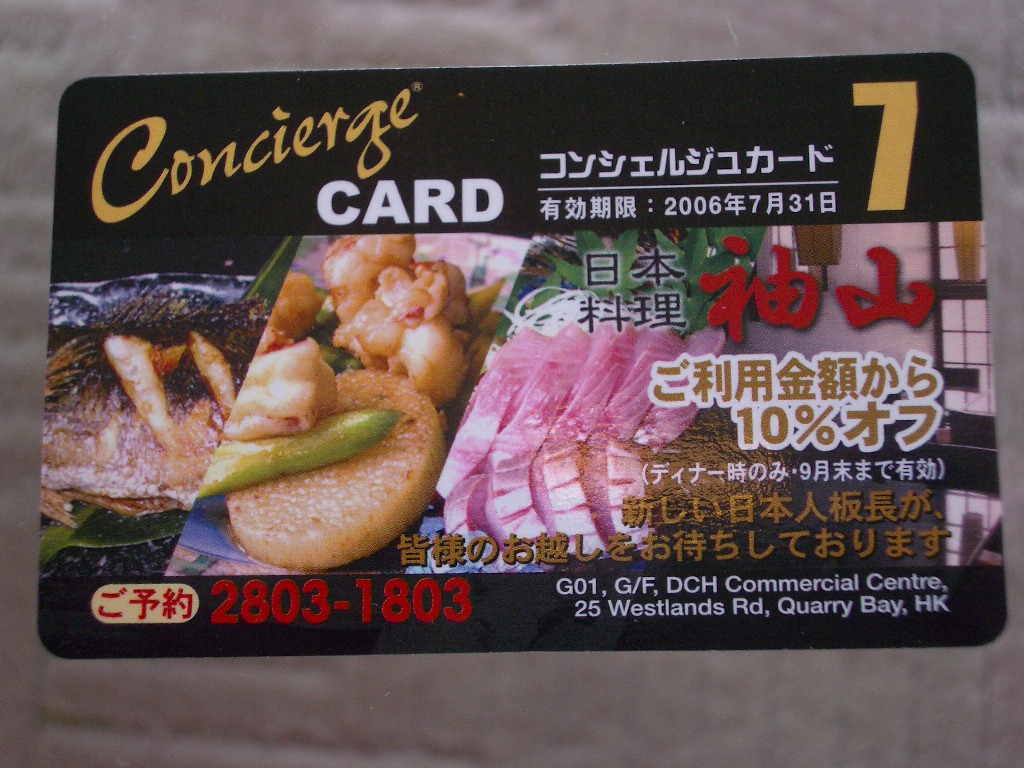 Concierge®
CARD
コンシェルジュカード
有効期限：2006年7月31日
7
日本
料理
袖山
ご利用金額から
10%オフ
(ディナー時のみ・9月末まで有効)
新しい日本人板長が、
皆様のお越しをお待ちしております
ご予約 2803-1803
G01, G/F, DCH Commercial Centre,
25 Westlands Rd, Quarry Bay, HK